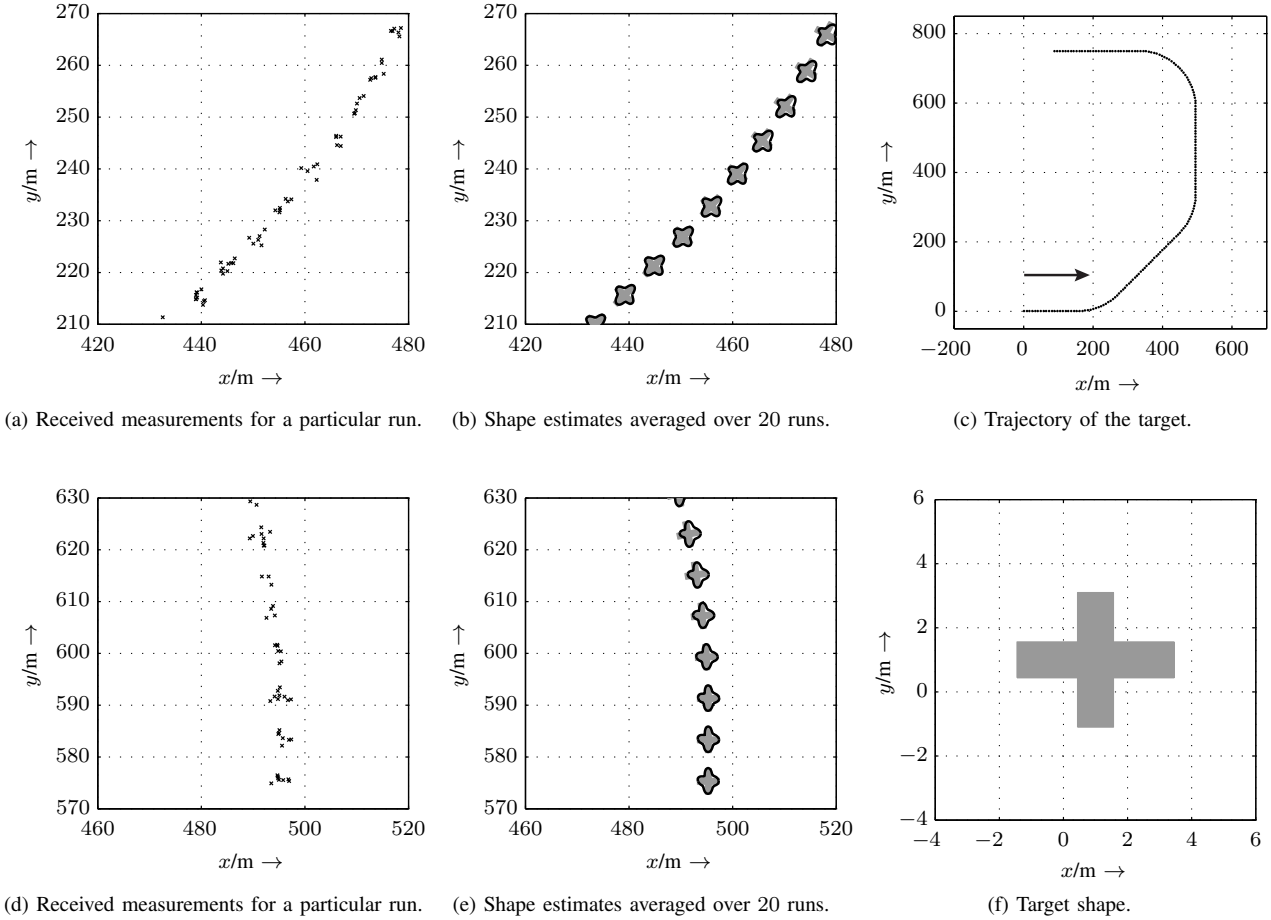 270
260
250
240
230
220
210
420 440 460 480
y/m →
x/m →
(a) Received measurements for a particular run.
270
260
250
240
230
220
210
420 440 460 480
y/m →
x/m →
(b) Shape estimates averaged over 20 runs.
800
600
400
200
0
−200 0 200 400 600
y/m →
x/m →
(c) Trajectory of the target.
630
620
610
600
590
580
570
460 480 500 520
y/m →
x/m →
(d) Received measurements for a particular run.
630
620
610
600
590
580
570
460 480 500 520
y/m →
x/m →
(e) Shape estimates averaged over 20 runs.
6
4
2
0
−2
−4
−4 −2 0 2 4 6
y/m →
x/m →
(f) Target shape.